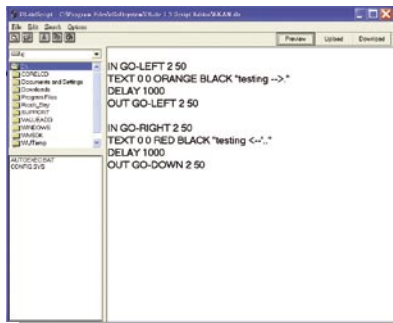 File Edit Search Options
Preview Upload Download
c:\
CORELCD
Documents and Settings
Downloads
Program Files
SUPPORT
VALUEADD
WINDOWS
WUTemp
AUTOEXEC.BAT
CONFIG.SYS
IN GO-LEFT 2 50
TEXT 0 0 ORANGE BLACK "testing -->."
DELAY 1000
OUT GO-LEFT 2 50
IN GO-RIGHT 2 50
TEXT 0 0 RED BLACK "testing <--'.."
DELAY 1000
OUT GO-DOWN 2 50